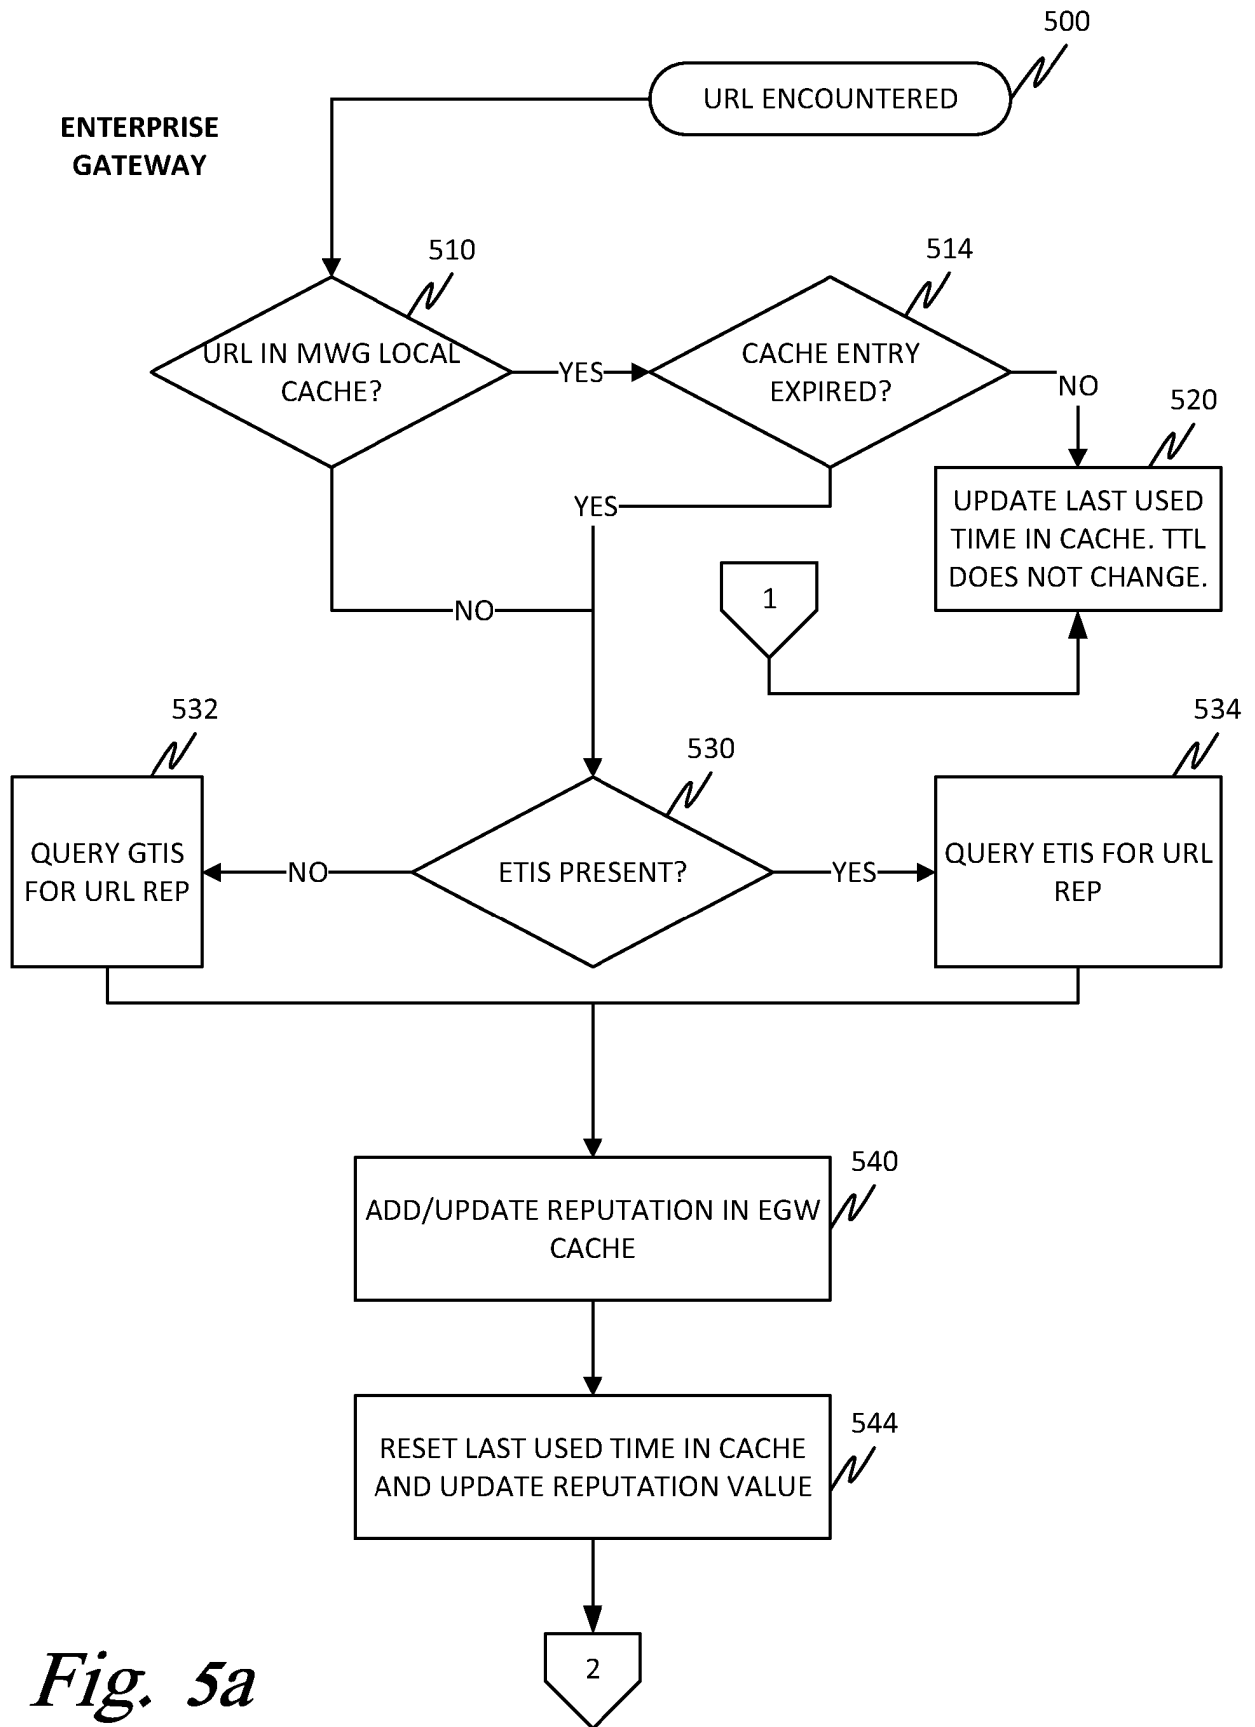 500
URL ENCOUNTERED
ENTERPRISE
GATEWAY
510
514
URL IN MWG LOCAL
CACHE?
YES
CACHE ENTRY
EXPIRED?
NO
520
YES
UPDATE LAST USED
TIME IN CACHE. TTL
DOES NOT CHANGE.
1
NO
532
530
534
QUERY GTIS
FOR URL REP
NO
ETIS PRESENT?
YES
QUERY ETIS FOR URL
REP
540
ADD/UPDATE REPUTATION IN EGW
CACHE
544
RESET LAST USED TIME IN CACHE
AND UPDATE REPUTATION VALUE
2
Fig. 5a